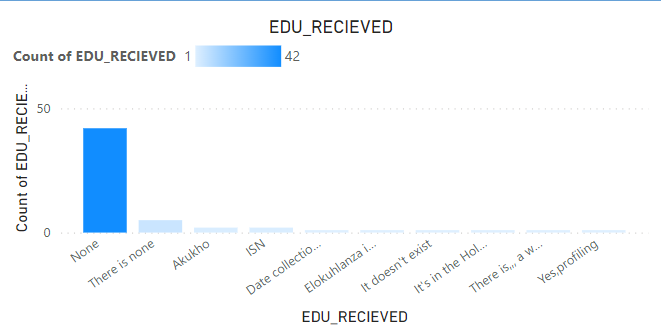 EDU_RECIEVED
Count of EDU_RECIEVED 1 42
Count of EDU_RECIE...
50
0
None
There is none
Akukho
ISN
Date collectio...
Elokuhlanza i...
It doesn't exist
It's in the Hol...
There is,,, a w...
Yes,profiling
EDU_RECIEVED